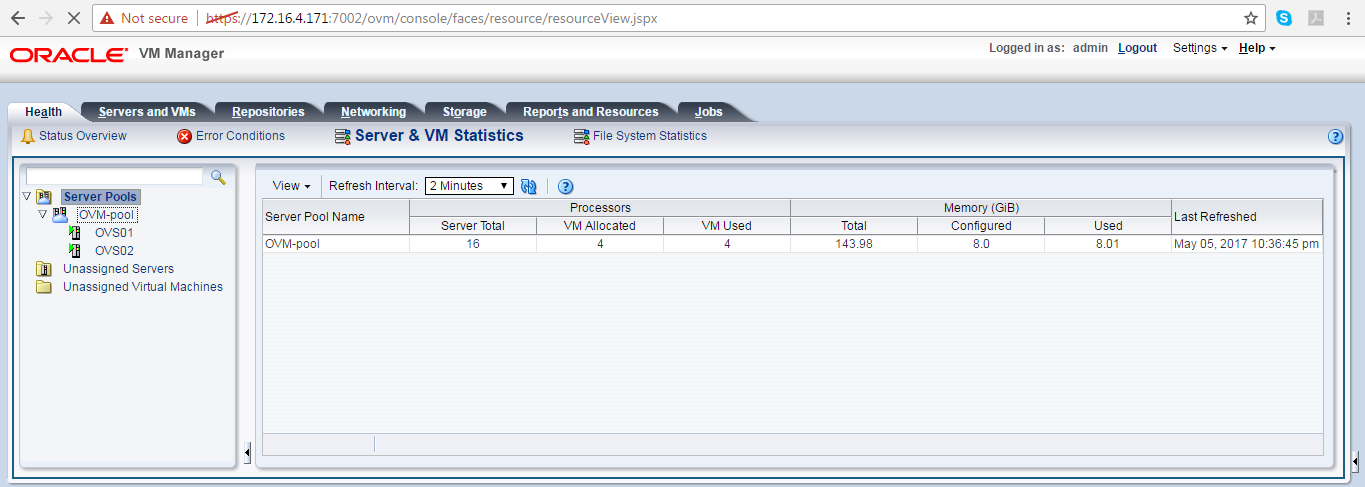 Not secure | https://172.16.4.171:7002/ovm/console/faces/resource/resourceView.jspx
ORACLE VM Manager
Logged in as: admin Logout Settings Help
Health Servers and VMs Repositories Networking Storage Reports and Resources Jobs
Status Overview Error Conditions Server & VM Statistics File System Statistics
Server Pools
OVM-pool
OVS01
OVS02
Unassigned Servers
Unassigned Virtual Machines
View Refresh Interval: 2 Minutes
Server Pool Name Processors Memory (GiB) Last Refreshed
Server Total VM Allocated VM Used Total Configured Used
OVM-pool 16 4 4 143.98 8.0 8.01 May 05, 2017 10:36:45 pm